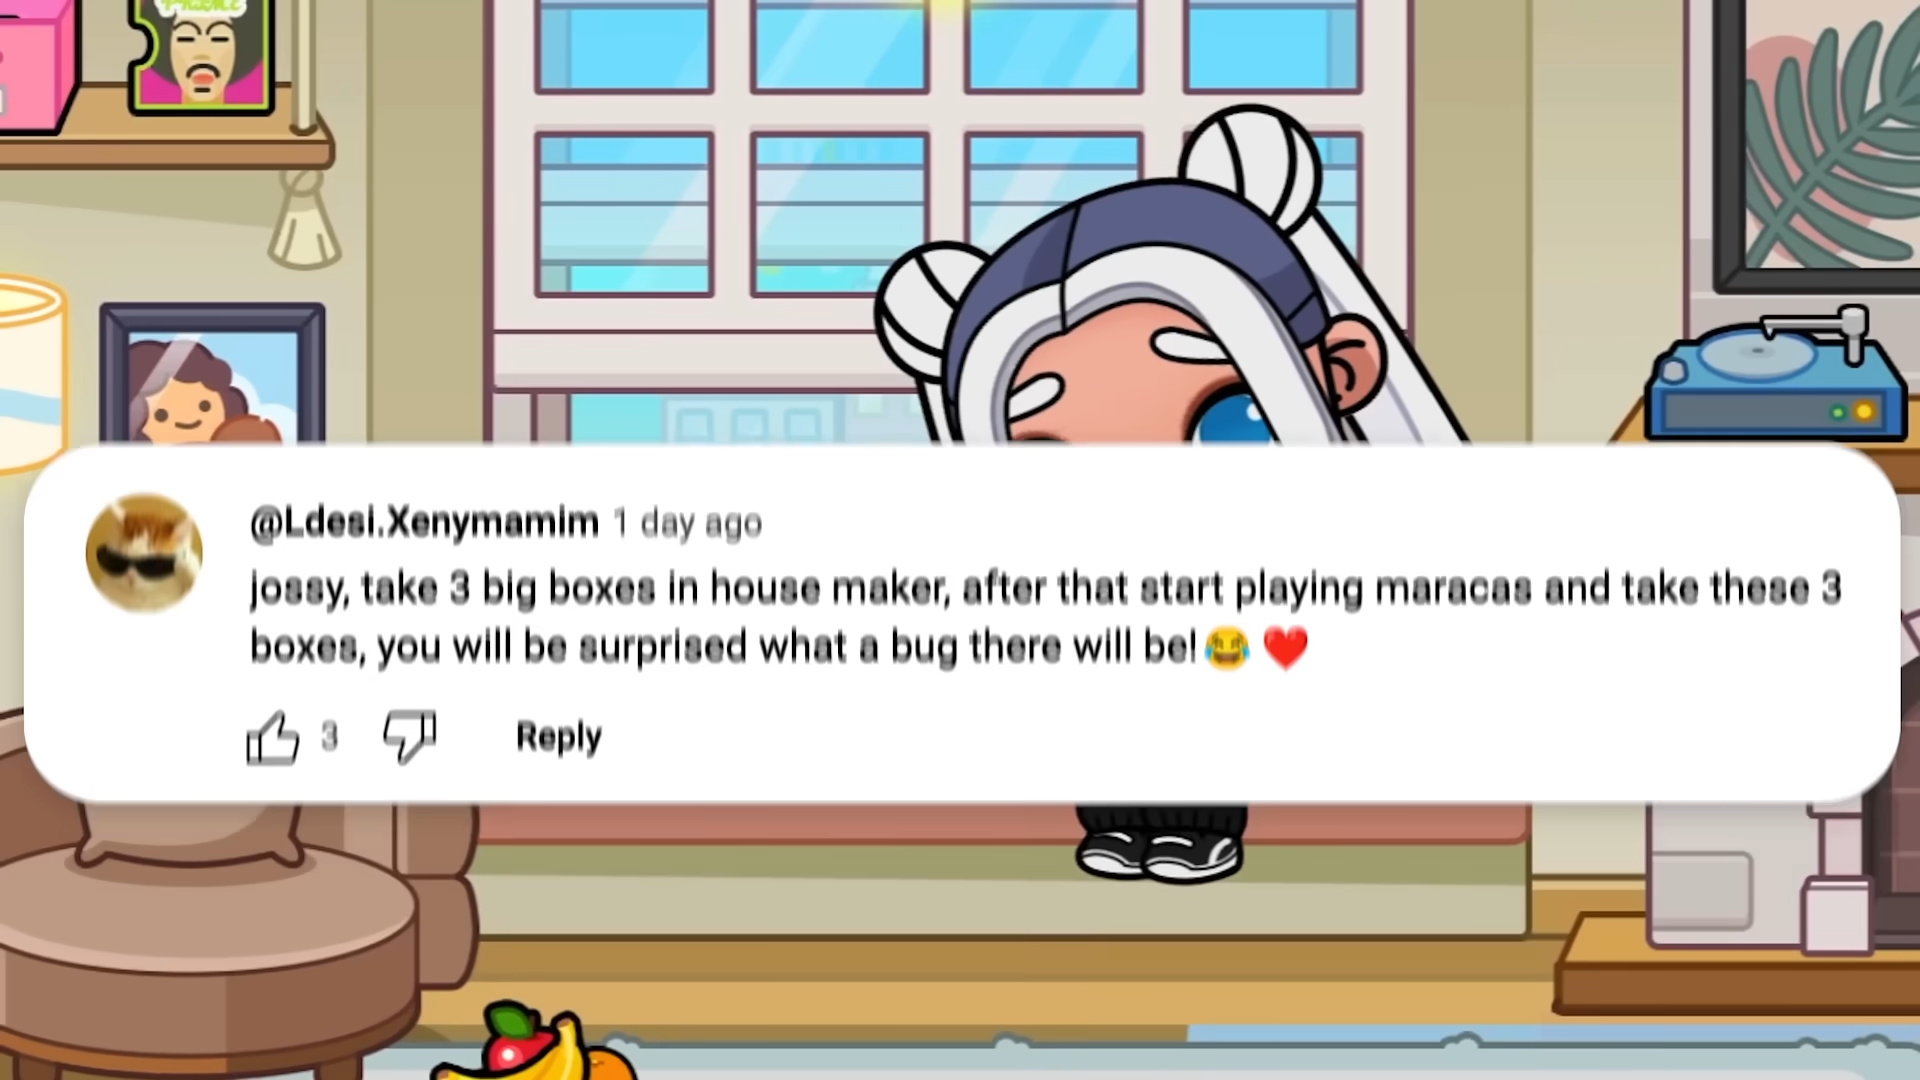 @Ldesi.Xenymamim 1 day ago
jossy, take 3 big boxes in house maker, after that start playing maracas and take these 3
boxes, you will be surprised what a bug there will be!😂 ❤️
3 Reply